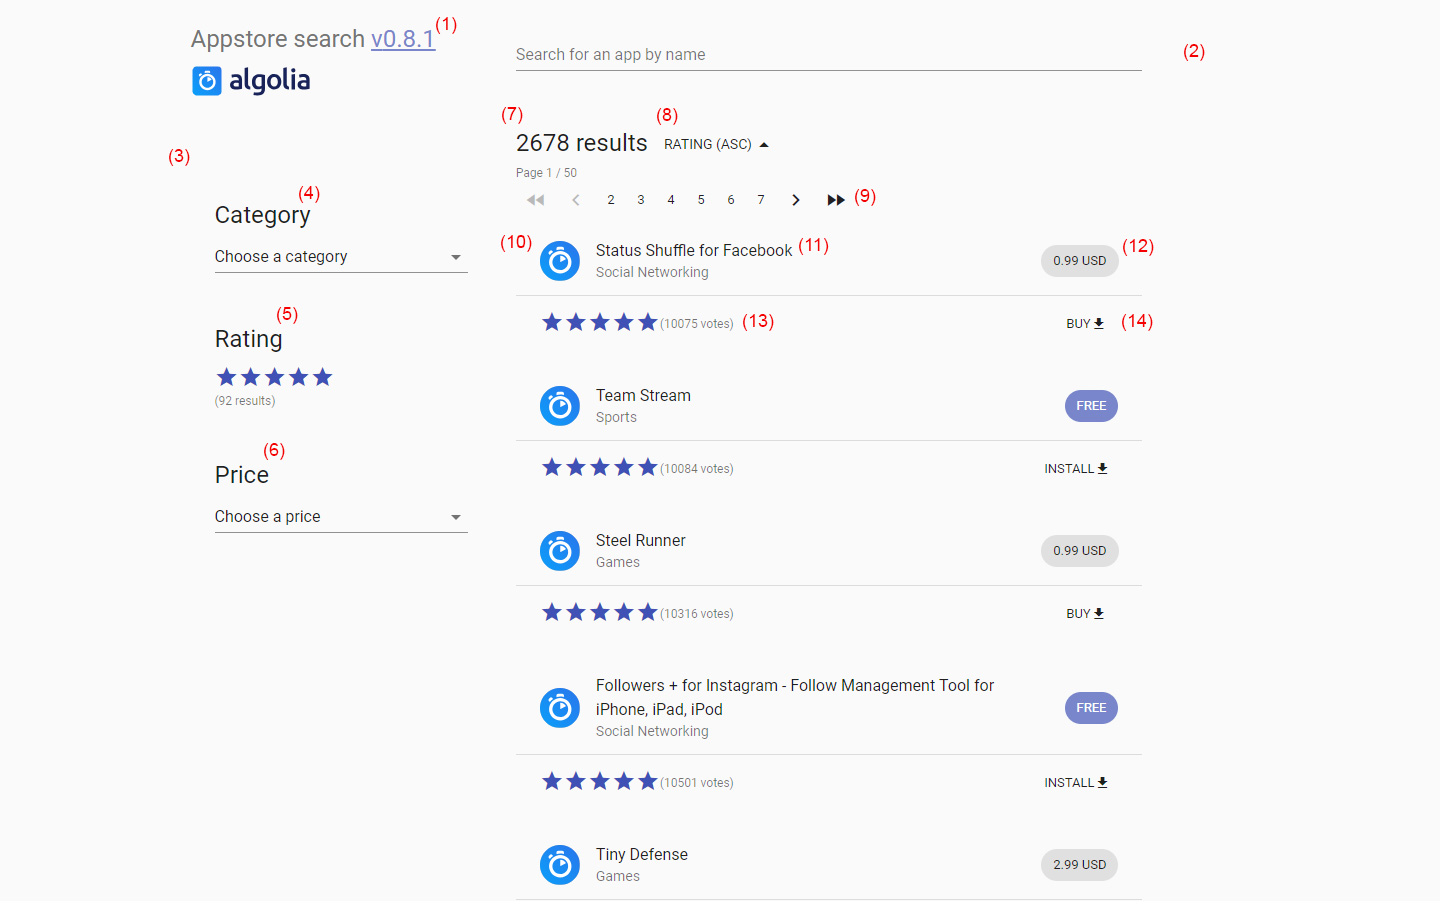 Appstore search v0.8.1 (1)
algolia
Search for an app by name (2)
(3)
(4)
Category
Choose a category
(5)
Rating
(92 results)
(6)
Price
Choose a price
(7) (8)
2678 results RATING (ASC)
Page 1 / 50
2 3 4 5 6 7 (9)
(10) Status Shuffle for Facebook (11) 0.99 USD (12)
Social Networking
(10075 votes) (13) BUY (14)
Team Stream FREE
Sports
(10084 votes) INSTALL
Steel Runner 0.99 USD
Games
(10316 votes) BUY
Followers + for Instagram - Follow Management Tool for
iPhone, iPad, iPod FREE
Social Networking
(10501 votes) INSTALL
Tiny Defense 2.99 USD
Games